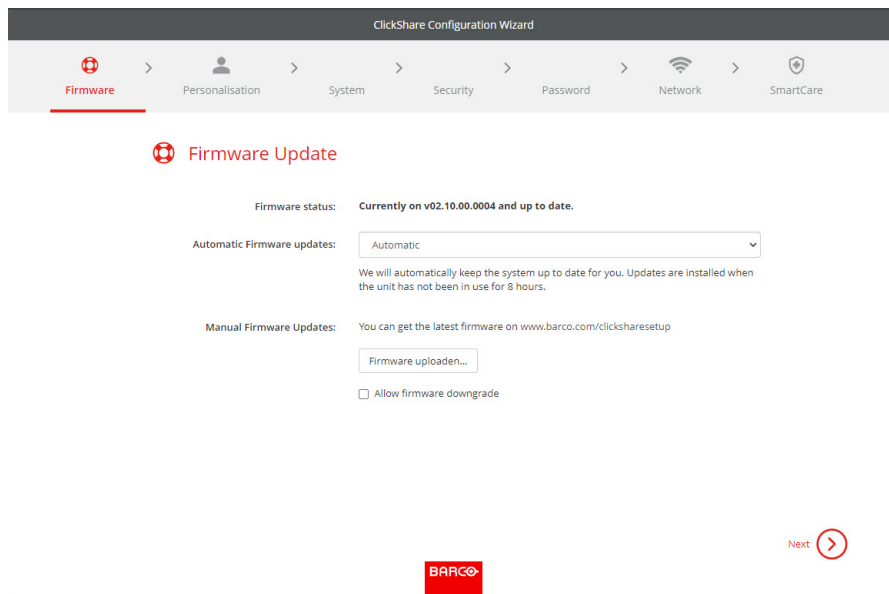 ClickShare Configuration Wizard
Firmware
Personalisation
System
Security
Password
Network
SmartCare
Firmware Update
Firmware status: Currently on v02.10.00.0004 and up to date.
Automatic Firmware updates: Automatic
We will automatically keep the system up to date for you. Updates are installed when
the unit has not been in use for 8 hours.
Manual Firmware Updates: You can get the latest firmware on www.barco.com/clicksharesetup
Firmware uploaden...
Allow firmware downgrade
Next
BARCO